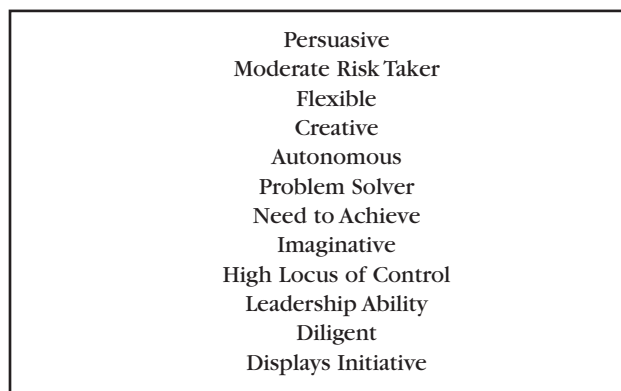 Persuasive
Moderate Risk Taker
Flexible
Creative
Autonomous
Problem Solver
Need to Achieve
Imaginative
High Locus of Control
Leadership Ability
Diligent
Displays Initiative